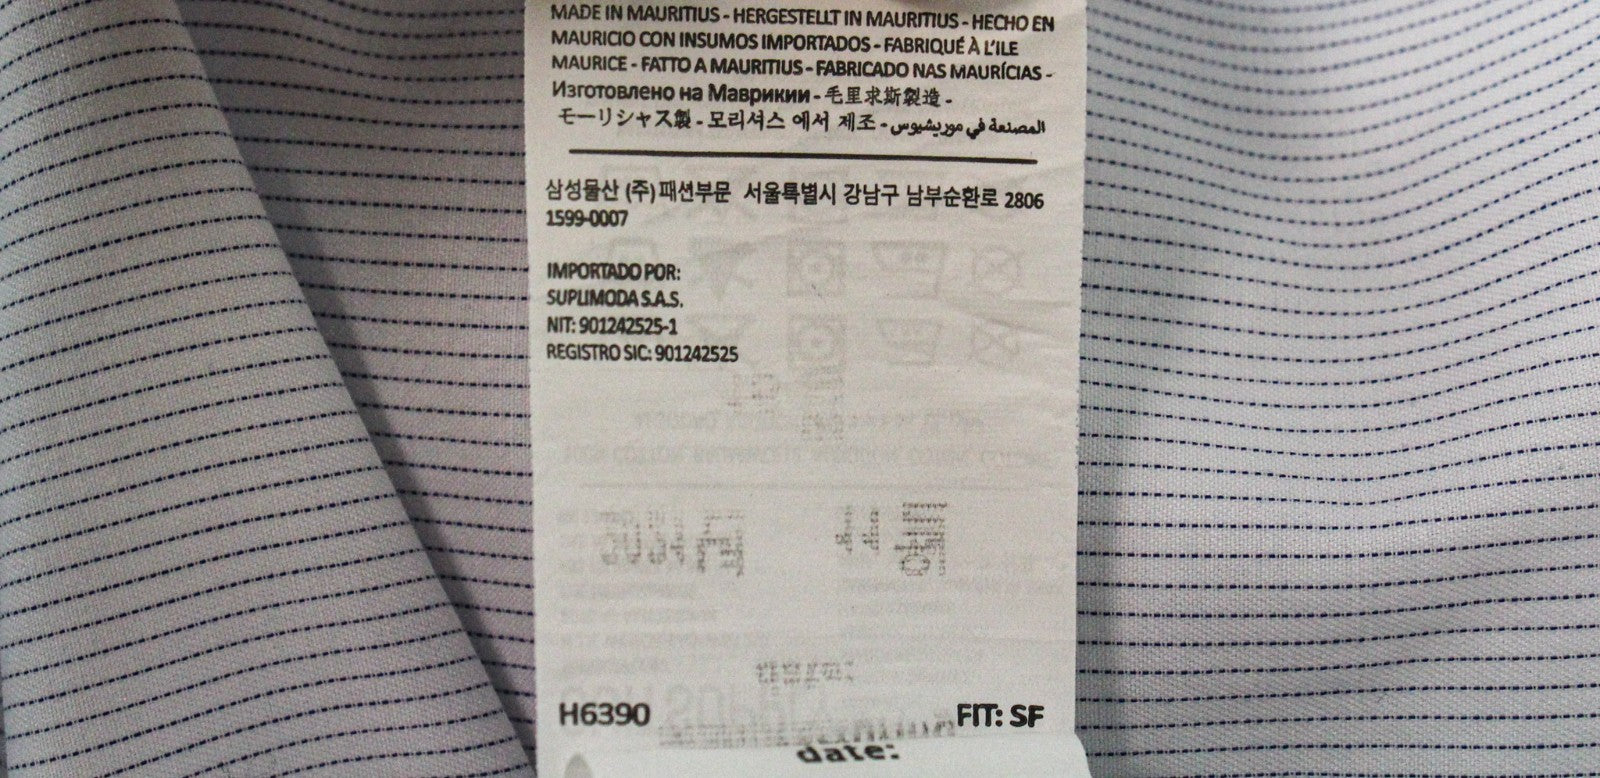 MADE IN MAURITIUS - HERGESTELLT IN MAURITIUS - HECHO EN
MAURICIO CON INSUMOS IMPORTADOS - FABRIQUÉ À L'ILE
MAURICE - FATTO A MAURITIUS - FABRICADO NAS MAURÍCIAS -
Изготовлено на Маврикии - 毛里求斯製造 -
モーリシャス製 - 모리셔스 에서 제조 - المصنعة في موريشيوس
삼성물산 (주)패션부문 서울특별시 강남구 남부순환로 2806
1599-0007
IMPORTADO POR:
SUPLIMODA S.A.S.
NIT: 901242525-1
REGISTRO SIC: 901242525
H6390 FIT: SF
date: